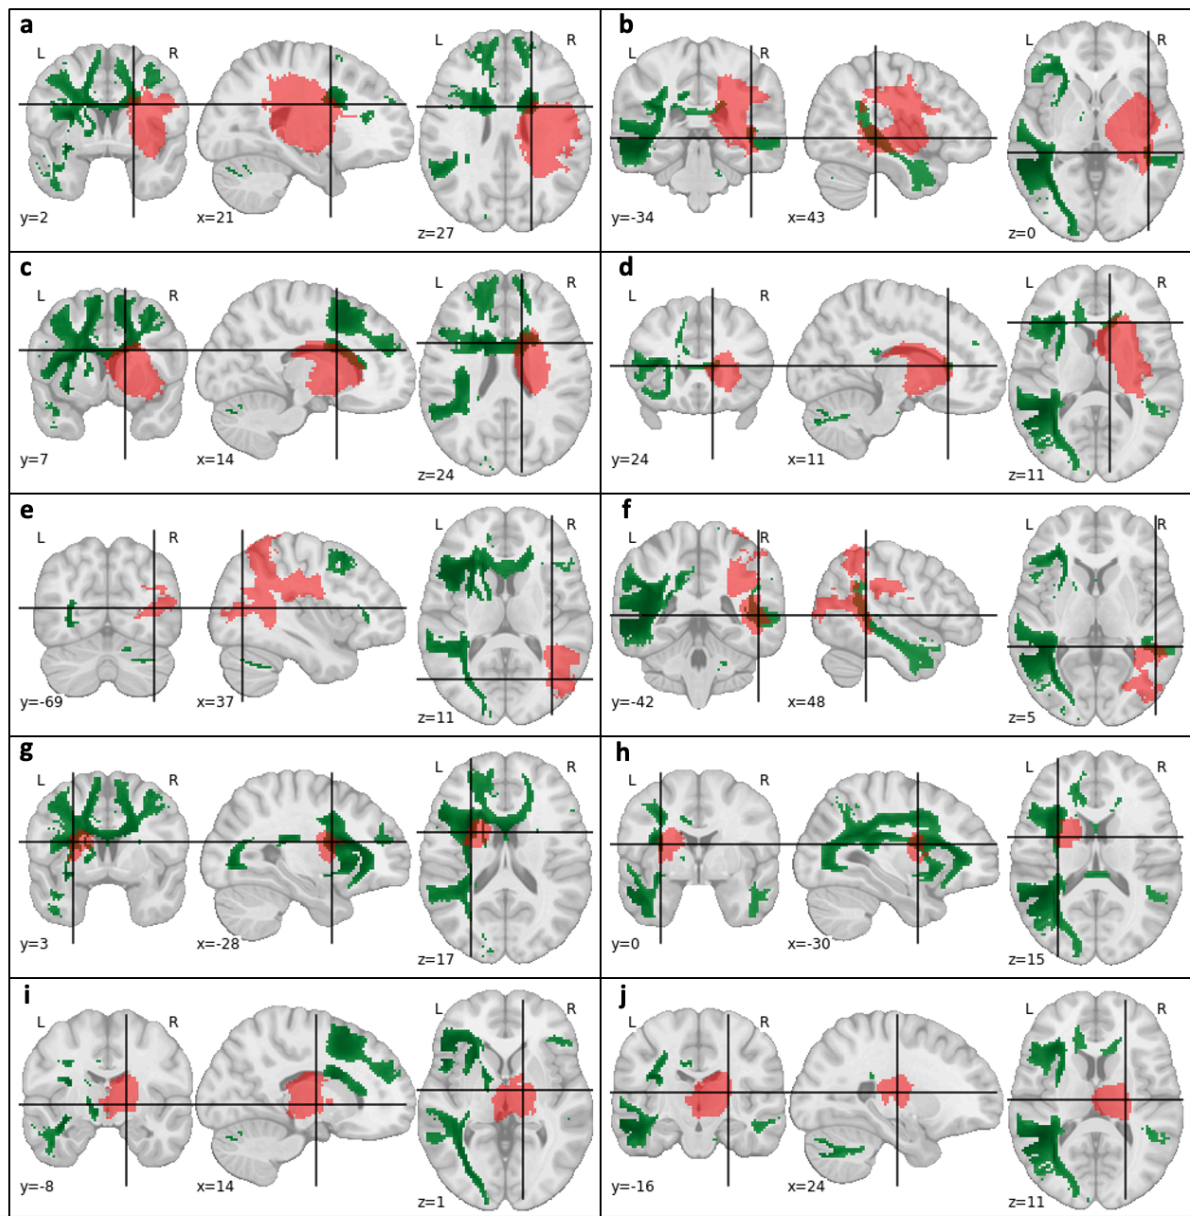 a
L R L R
y=2 x=21 z=27
b
L R L R
y=-34 x=43 z=0
c
L R L R
y=7 x=14 z=24
d
L R L R
y=24 x=11 z=11
e
L R L R
y=-69 x=37 z=11
f
L R L R
y=-42 x=48 z=5
g
L R L R
y=3 x=-28 z=17
h
L R L R
y=0 x=-30 z=15
i
L R L R
y=-8 x=14 z=1
j
L R L R
y=-16 x=24 z=11